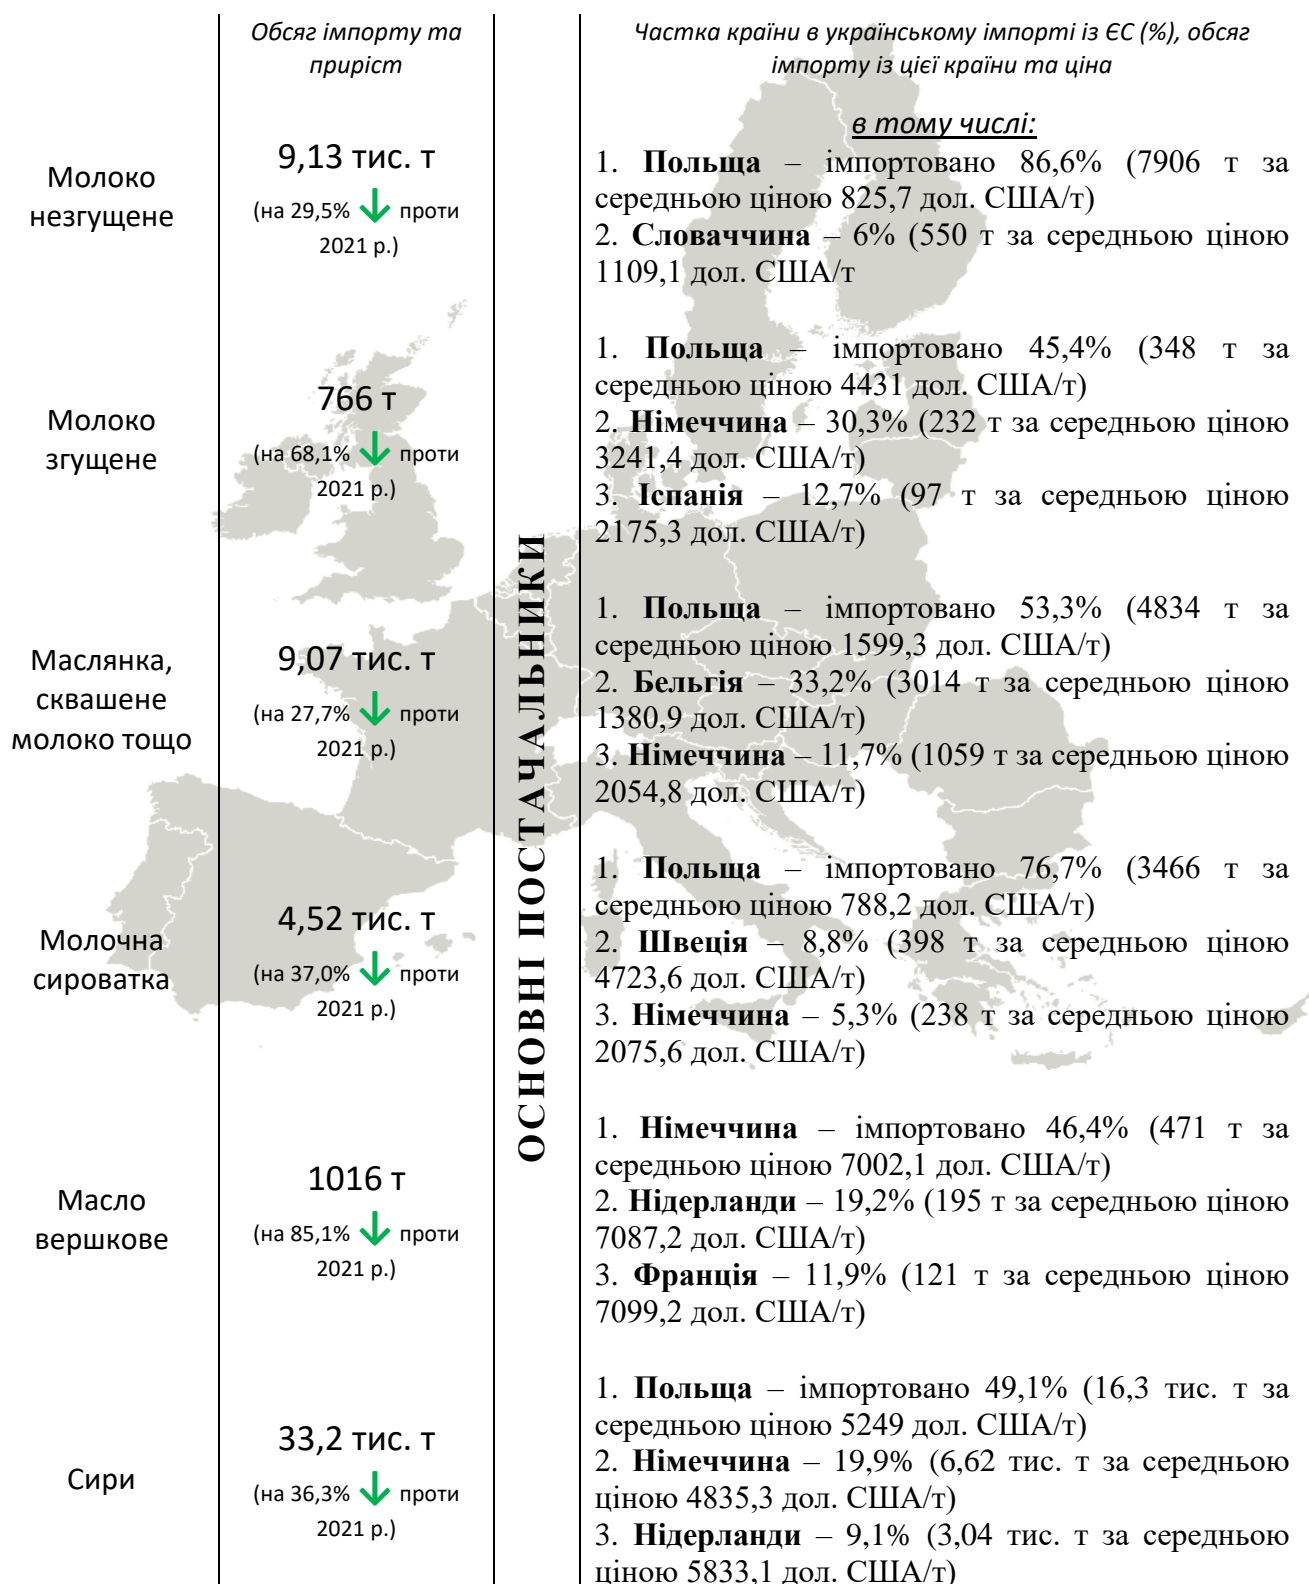 Обсяг імпорту та
приріст
Частка країни в українському імпорті із ЄС (%), обсяг
імпорту із цієї країни та ціна
в тому числі:
Молоко
незгущене
9,13 тис. т
(на 29,5% ↓ проти
2021 р.)
1. Польща – імпортовано 86,6% (7906 т за
середньою ціною 825,7 дол. США/т)
2. Словаччина – 6% (550 т за середньою ціною
1109,1 дол. США/т
Молоко
згущене
766 т
(на 68,1% ↓ проти
2021 р.)
1. Польща – імпортовано 45,4% (348 т за
середньою ціною 4431 дол. США/т)
2. Німеччина – 30,3% (232 т за середньою ціною
3241,4 дол. США/т)
3. Іспанія – 12,7% (97 т за середньою ціною
2175,3 дол. США/т)
ОСНОВНІ ПОСТАЧАЛЬНИКИ
Маслянка,
сквашене
молоко тощо
9,07 тис. т
(на 27,7% ↓ проти
2021 р.)
1. Польща – імпортовано 53,3% (4834 т за
середньою ціною 1599,3 дол. США/т)
2. Бельгія – 33,2% (3014 т за середньою ціною
1380,9 дол. США/т)
3. Німеччина – 11,7% (1059 т за середньою ціною
2054,8 дол. США/т)
Молочна
сироватка
4,52 тис. т
(на 37,0% ↓ проти
2021 р.)
1. Польща – імпортовано 76,7% (3466 т за
середньою ціною 788,2 дол. США/т)
2. Швеція – 8,8% (398 т за середньою ціною
4723,6 дол. США/т)
3. Німеччина – 5,3% (238 т за середньою ціною
2075,6 дол. США/т)
Масло
вершкове
1016 т
(на 85,1% ↓ проти
2021 р.)
1. Німеччина – імпортовано 46,4% (471 т за
середньою ціною 7002,1 дол. США/т)
2. Нідерланди – 19,2% (195 т за середньою ціною
7087,2 дол. США/т)
3. Франція – 11,9% (121 т за середньою ціною
7099,2 дол. США/т)
Сири
33,2 тис. т
(на 36,3% ↓ проти
2021 р.)
1. Польща – імпортовано 49,1% (16,3 тис. т за
середньою ціною 5249 дол. США/т)
2. Німеччина – 19,9% (6,62 тис. т за середньою
ціною 4835,3 дол. США/т)
3. Нідерланди – 9,1% (3,04 тис. т за середньою
ціною 5833,1 дол. США/т)